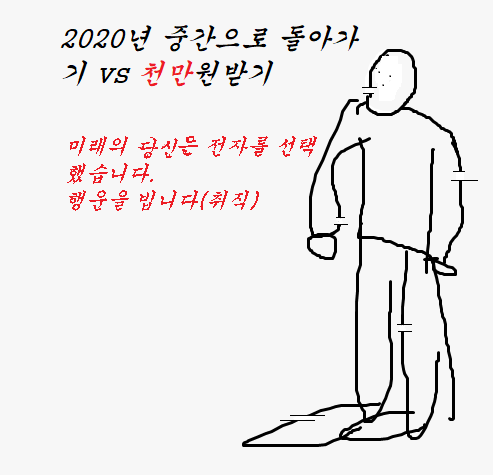 2020년 중간으로 돌아가
기 vs 천만원받기
미래의 당신은 전자를 선택
했습니다.
행운을 빕니다(취직)